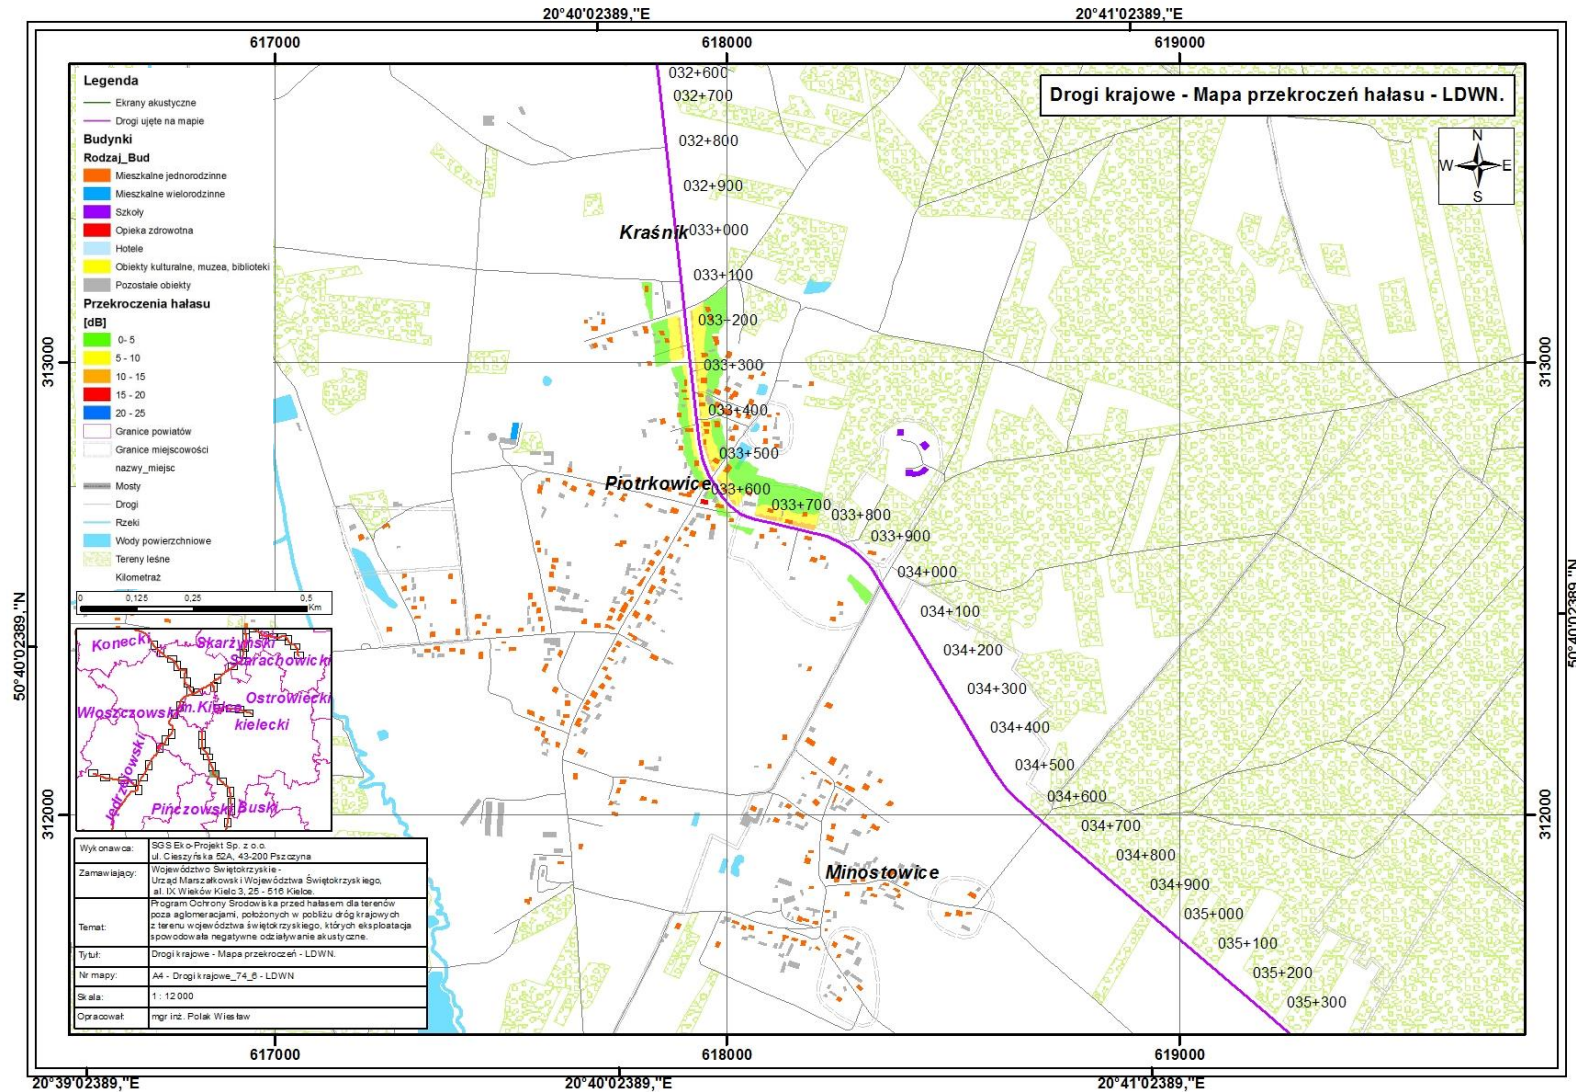 20°40'02389,"E
20°41'02389,"E
617000
618000
619000
Legenda
Ekrany akustyczne
Drogi ujęte na mapie
Budynki
Rodzaj_Bud
Mieszkalne jednorodzinne
Mieszkalne wielorodzinne
Szkoły
Opieka zdrowotna
Hotele
Obiekty kulturalne, muzea, biblioteki
Pozostałe obiekty
Przekroczenia hałasu
[dB]
0- 5
5 - 10
10 - 15
15 - 20
20 - 25
Granice powiatów
Granice miejscowości
nazwy_miejsc
Mosty
Drogi
Rzeki
Wody powierzchniowe
Tereny leśne
Kilometraż
0
0,125
0,25
0,5
Km
Drogi krajowe - Mapa przekroczeń hałasu - LDWN.
N
W
E
S
032+600
032+700
032+800
032+900
Kraśnik
033+000
033+100
033+200
033+300
033+400
033+500
Piotrkowice
033+600
033+700
033+800
033+900
034+000
034+100
034+200
034+300
034+400
034+500
034+600
034+700
034+800
034+900
035+000
035+100
035+200
035+300
Minostowice
313000
313000
312000
312000
50°40'02389,"N
50°40'02389,"N
Konecki
Skarżyński
Starachowicki
Ostrowiecki
Włoszczowski
m.Kielce
kielecki
Jędrzejowski
Pińczowski
Buski
Wykonawca:
SGS Eko-Projekt Sp. z o.o.
ul. Cieszyńska 52A, 43-200 Pszczyna
Zamawiający:
Województwo Świętokrzyskie -
Urząd Marszałkowski Województwa Świętokrzyskiego,
al. IX Wieków Kielc 3, 25 - 516 Kielce.
Temat:
Program Ochrony Środowiska przed hałasem dla terenów
poza aglomeracjami, położonych w pobliżu dróg krajowych
z terenu województwa świętokrzyskiego, których eksploatacja
spowodowała negatywne odziaływanie akustyczne.
Tytuł:
Drogi krajowe - Mapa przekroczeń - LDWN.
Nr mapy:
A4 - Drogi krajowe_74_6 - LDWN
Skala:
1 : 12 000
Opracował:
mgr inż. Polak Wiesław
617000
618000
619000
20°39'02389,"E
20°40'02389,"E
20°41'02389,"E